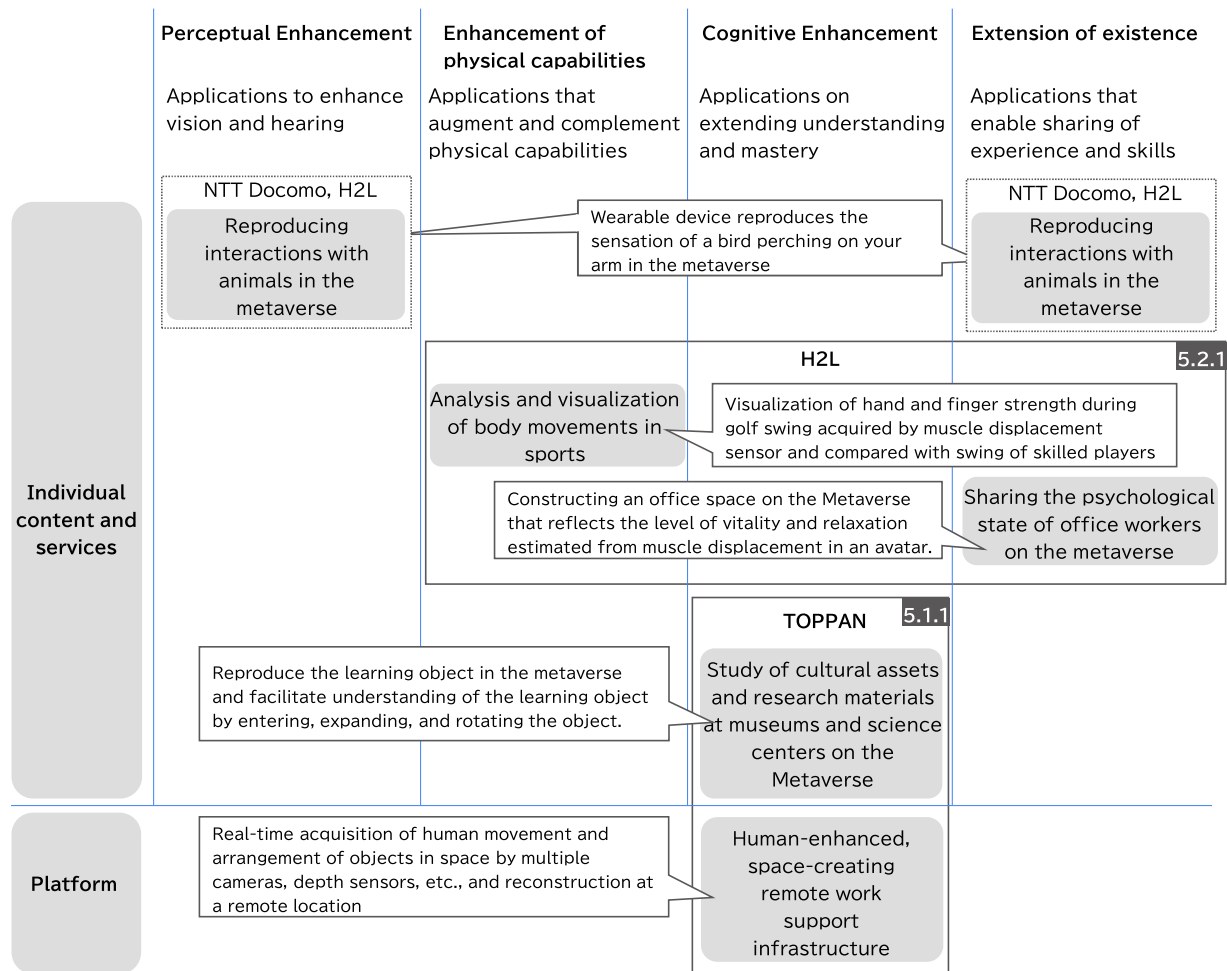 Perceptual Enhancement
Enhancement of
physical capabilities
Cognitive Enhancement
Extension of existence
Applications to enhance
vision and hearing
Applications that
augment and complement
physical capabilities
Applications on
extending understanding
and mastery
Applications that
enable sharing of
experience and skills
Individual
content and
services
NTT Docomo, H2L
Reproducing
interactions with
animals in the
metaverse
Wearable device reproduces the
sensation of a bird perching on your
arm in the metaverse
NTT Docomo, H2L
Reproducing
interactions with
animals in the
metaverse
H2L
5.2.1
Analysis and visualization
of body movements in
sports
Visualization of hand and finger strength during
golf swing acquired by muscle displacement
sensor and compared with swing of skilled players
Constructing an office space on the Metaverse
that reflects the level of vitality and relaxation
estimated from muscle displacement in an avatar.
Sharing the psychological
state of office workers
on the metaverse
TOPPAN
5.1.1
Reproduce the learning object in the metaverse
and facilitate understanding of the learning object
by entering, expanding, and rotating the object.
Study of cultural assets
and research materials
at museums and science
centers on the
Metaverse
Platform
Real-time acquisition of human movement and
arrangement of objects in space by multiple
cameras, depth sensors, etc., and reconstruction at
a remote location
Human-enhanced,
space-creating
remote work
support
infrastructure